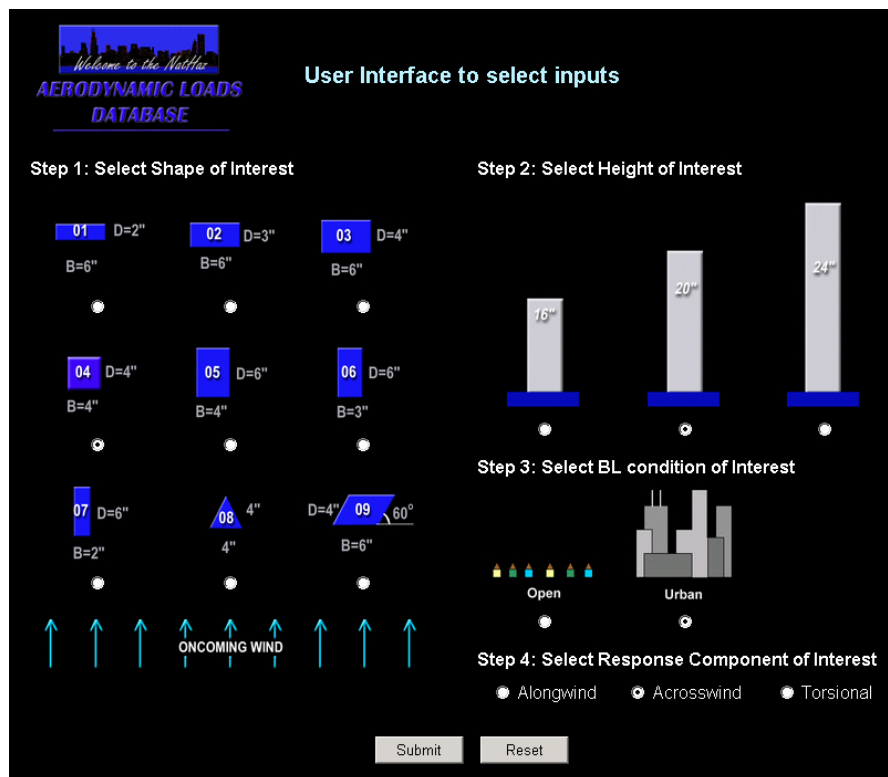 Welcome to the NatHaz
AERODYNAMIC LOADS
DATABASE
User Interface to select inputs
Step 1: Select Shape of Interest
01 D=2"
B=6"
02 D=3"
B=6"
03 D=4"
B=6"
04 D=4"
B=4"
05 D=6"
B=4"
06 D=6"
B=3"
07 D=6"
B=2"
08 4"
4"
D=4" 09 60°
B=6"
ONCOMING WIND
Step 2: Select Height of Interest
16"
20"
24"
Step 3: Select BL condition of Interest
Open
Urban
Step 4: Select Response Component of Interest
Alongwind Acrosswind Torsional
Submit Reset